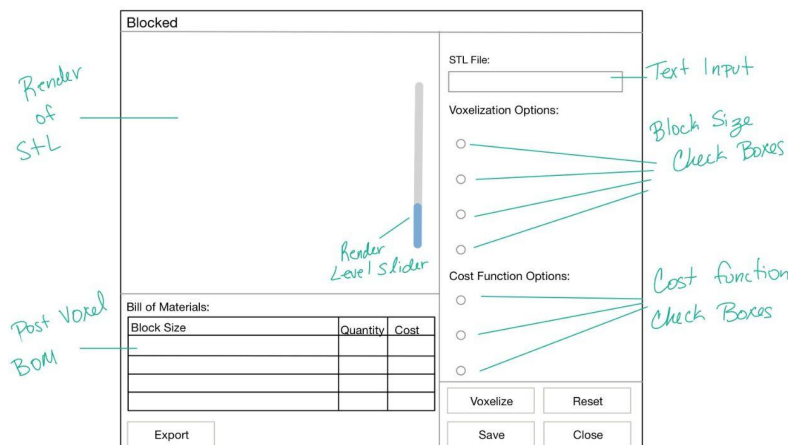 Blocked
Render
of
StL
STL File:
Text Input
Voxelization Options:
Block Size
Check Boxes
Render
Level Slider
Cost Function Options:
Cost function
Check Boxes
Post Voxel
BOM
Bill of Materials:
Block Size Quantity Cost
Voxelize Reset
Export Save Close